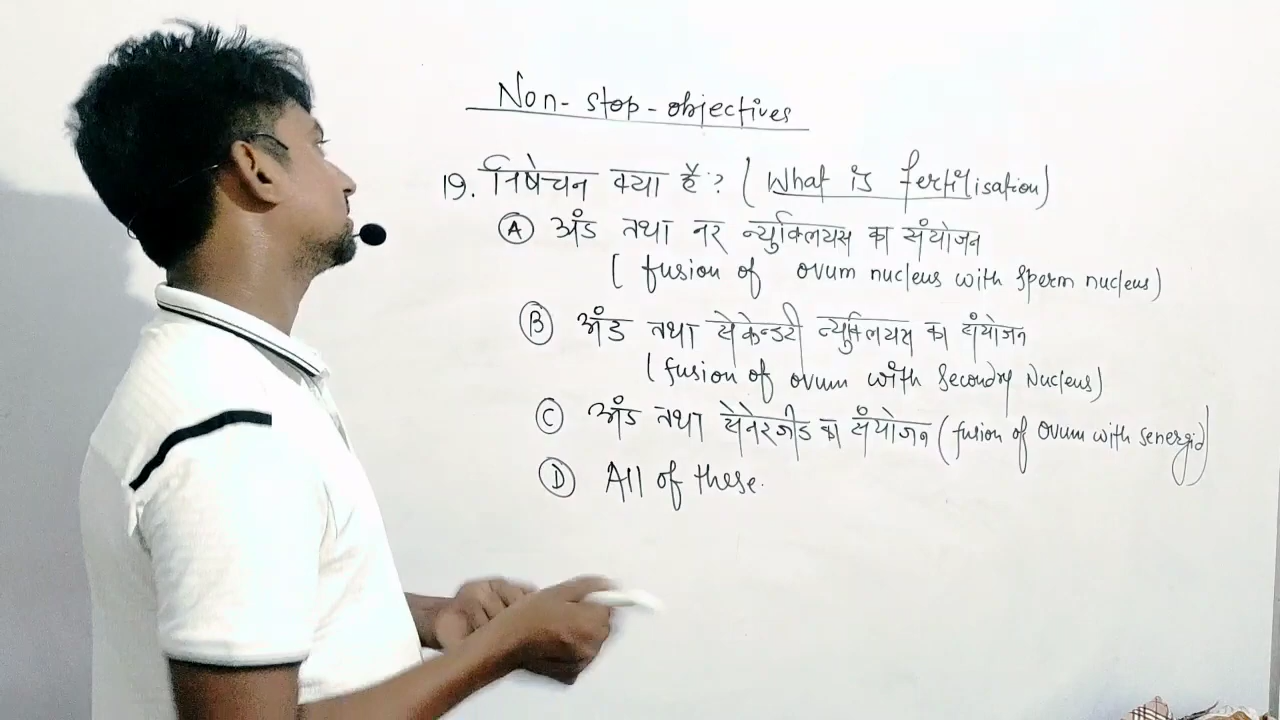 Non-stop-objectives
19. निषेचन क्या है? (What is fertilisation)
(A) अंड तथा नर न्युक्लियस का संयोजन
(fusion of ovum nucleus with sperm nucleus)
(B) अंड तथा सेकेन्डरी न्युक्लियस का संयोजन
(fusion of ovum with Secondry Nucleus)
(C) अंड तथा सेनेरजीड का संयोजन (fusion of ovum with senergid)
(D) All of these.